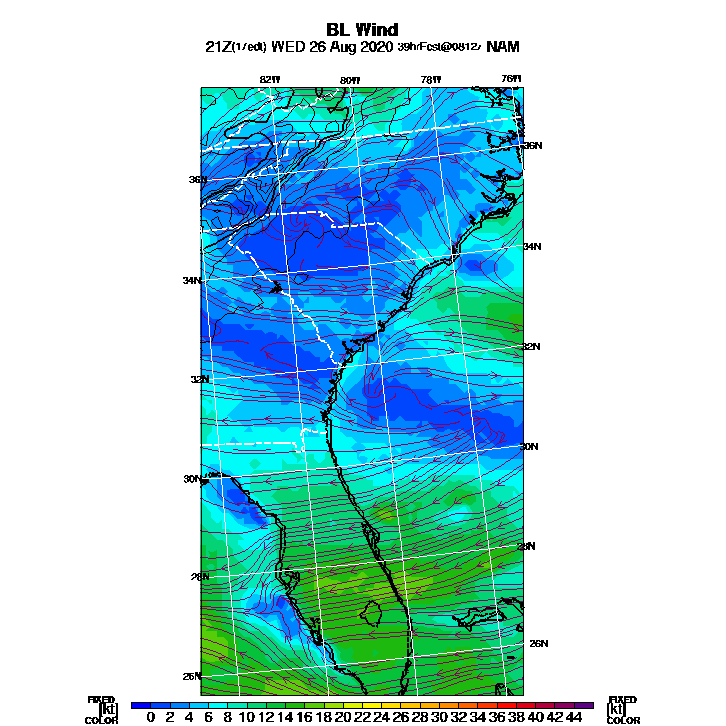 BL Wind
21Z(17edt) WED 26 Aug 2020 39hrFcst@0812z NAM
82W 80W 78W 76W
36N
36N
34N
34N
32N
32N
30N
30N
28N
28N
26N
26N
FIXED FIXED
[kt] 0 2 4 6 8 10 12 14 16 18 20 22 24 26 28 30 32 34 36 38 40 42 44 [kt]
COLOR COLOR